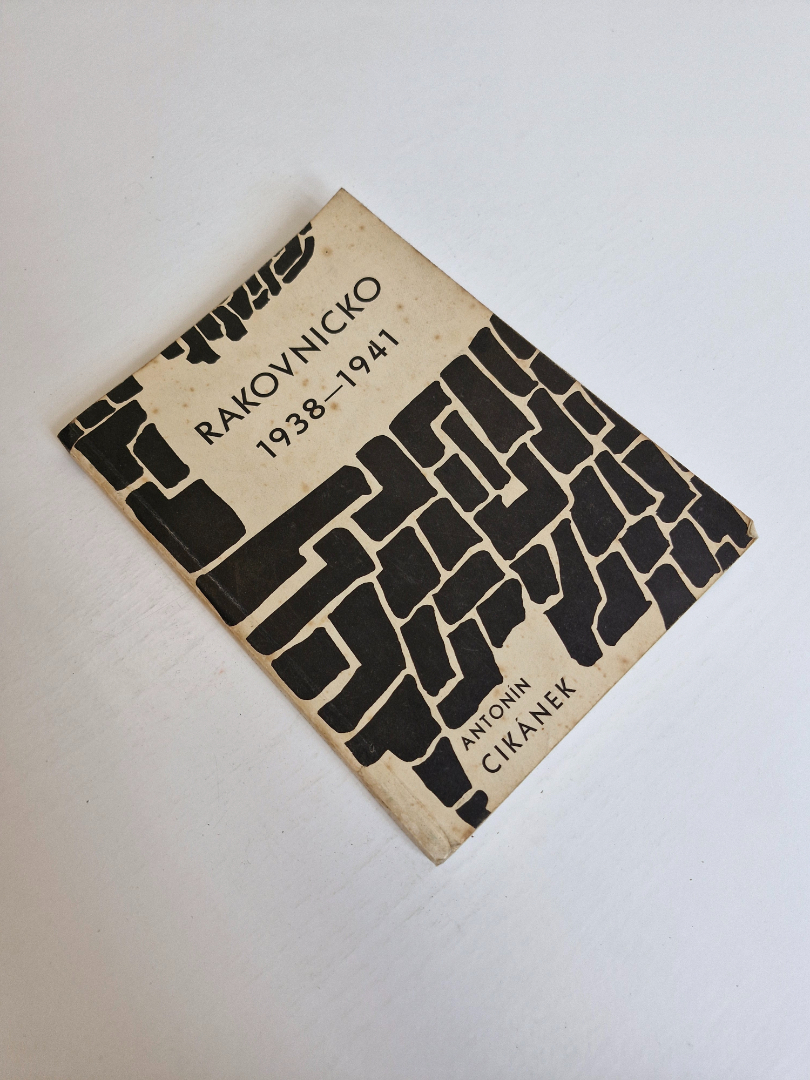 RAKOVNICKO
1938—1941
ANTONÍN
CIKÁNEK